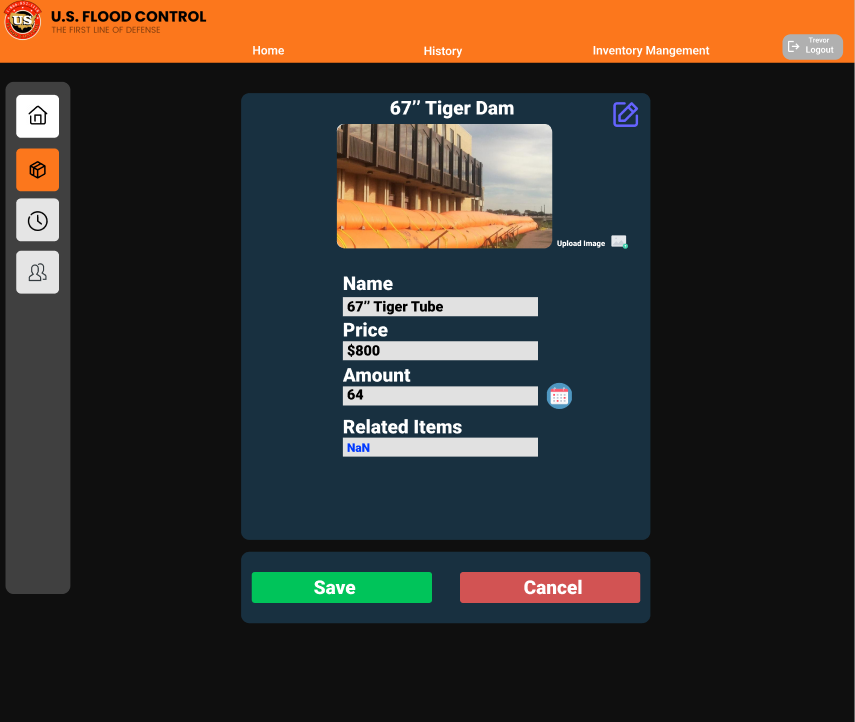 U.S. FLOOD CONTROL
THE FIRST LINE OF DEFENSE
U.S.
Home
History
Inventory Mangement
Trevor
Logout
67″ Tiger Dam
Upload Image
Name
67″ Tiger Tube
Price
$800
Amount
64
Related Items
NaN
Save
Cancel